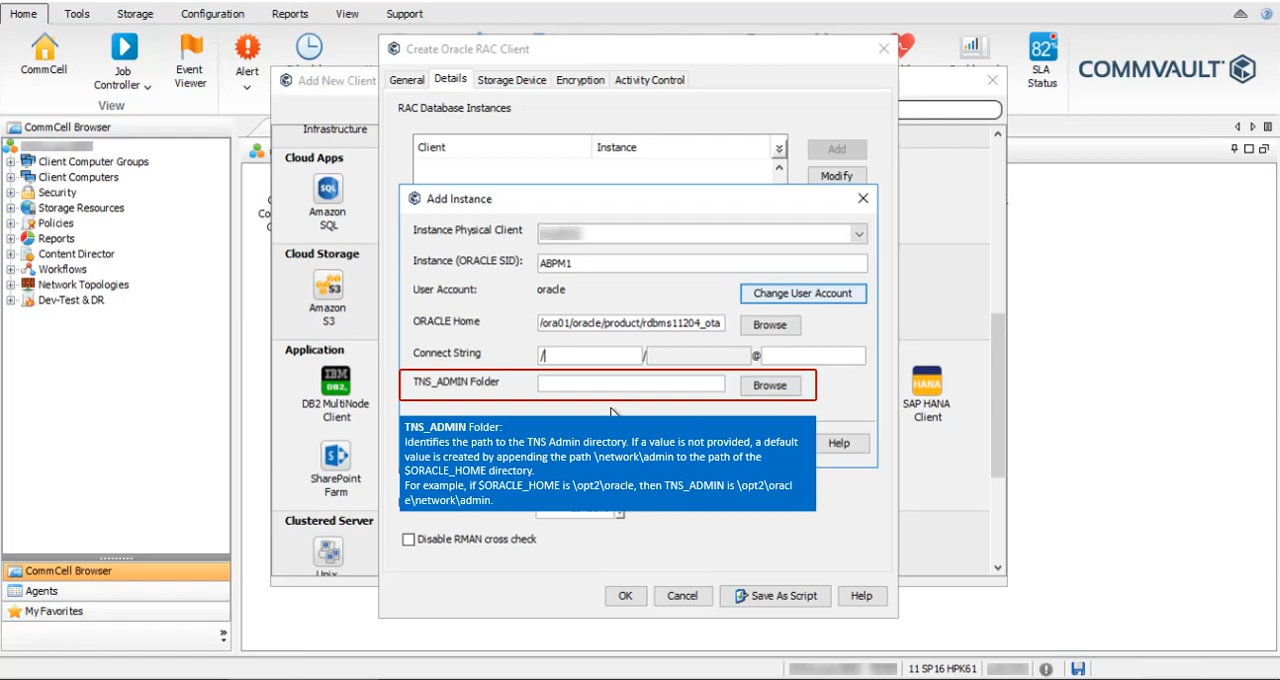 Home Tools Storage Configuration Reports View Support
CommCell
Job
Controller
Event
Viewer
Alert
View
82%
SLA
Status
COMMVAULT
CommCell Browser
Client Computer Groups
Client Computers
Security
Storage Resources
Policies
Reports
Content Director
Workflows
Network Topologies
Dev-Test & DR
CommCell Browser
Agents
My Favorites
Add New Client
Infrastructure
Cloud Apps
SQL
Amazon
SQL
Cloud Storage
S3
Amazon
S3
Application
IBM
DB2.
DB2 MultiNode
Client
SharePoint
Farm
Clustered Server
Unix
HANA
SAP HANA
Client
Create Oracle RAC Client
General Details Storage Device Encryption Activity Control
RAC Database Instances
Client Instance
Add
Modify
Add Instance
Instance Physical Client
Instance (ORACLE SID): ABPM1
User Account: oracle Change User Account
ORACLE Home /ora01/oracle/product/rdbms11204_ota Browse
Connect String / / @
TNS_ADMIN Folder Browse
Help
TNS_ADMIN Folder:
Identifies the path to the TNS Admin directory. If a value is not provided, a default
value is created by appending the path \network\admin to the path of the
$ORACLE_HOME directory.
For example, if $ORACLE_HOME is \opt2\oracle, then TNS_ADMIN is \opt2\oracl
e\network\admin.
Disable RMAN cross check
OK Cancel Save As Script Help
11 SP16 HPK61